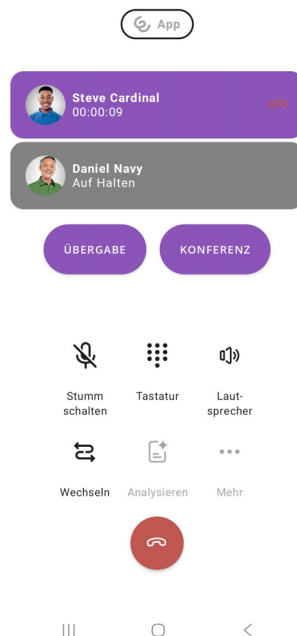 App
Steve Cardinal
00:00:09
Daniel Navy
Auf Halten
ÜBERGABE
KONFERENZ
Stumm
schalten
Tastatur
Laut-
sprecher
Wechseln
Analysieren
Mehr